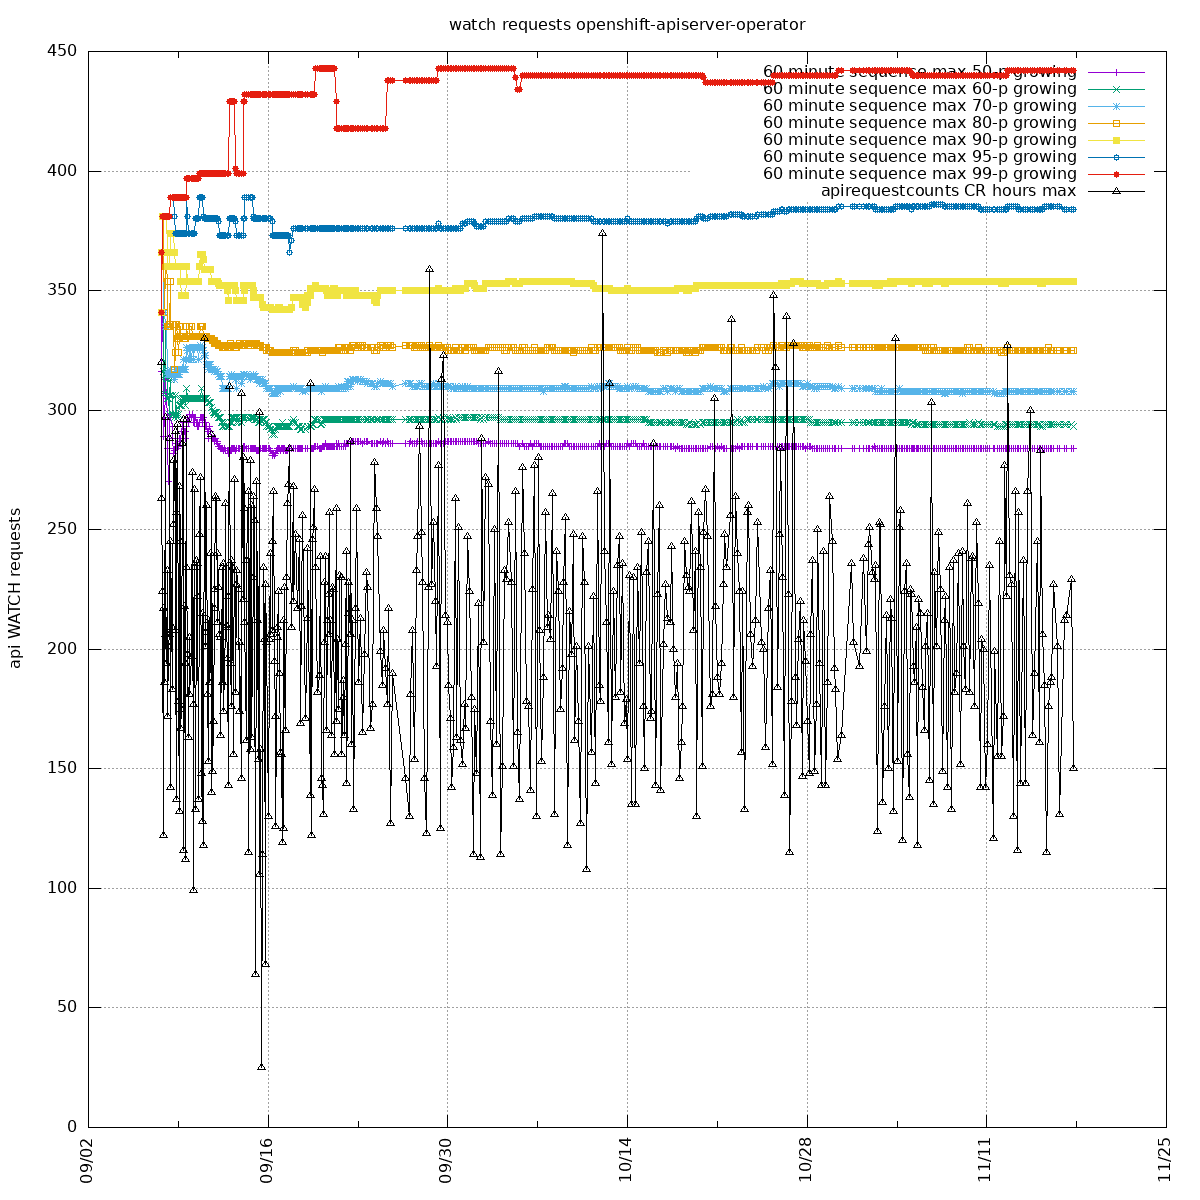 watch requests openshift-apiserver-operator
450
400
350
300
250
200
150
100
50
0
api WATCH requests
60 minute sequence max 50-p growing
60 minute sequence max 60-p growing
60 minute sequence max 70-p growing
60 minute sequence max 80-p growing
60 minute sequence max 90-p growing
60 minute sequence max 95-p growing
60 minute sequence max 99-p growing
apirequestcounts CR hours max
09/02
09/16
09/30
10/14
10/28
11/11
11/25